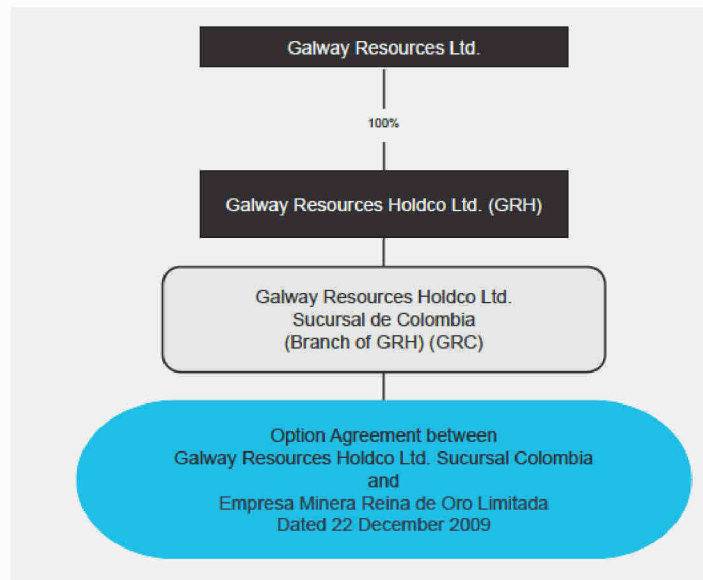 Galway Resources Ltd.
100%
Galway Resources Holdco Ltd. (GRH)
Galway Resources Holdco Ltd.
Sucursal de Colombia
(Branch of GRH) (GRC)
Option Agreement between
Galway Resources Holdco Ltd. Sucursal Colombia
and
Empresa Minera Reina de Oro Limitada
Dated 22 December 2009